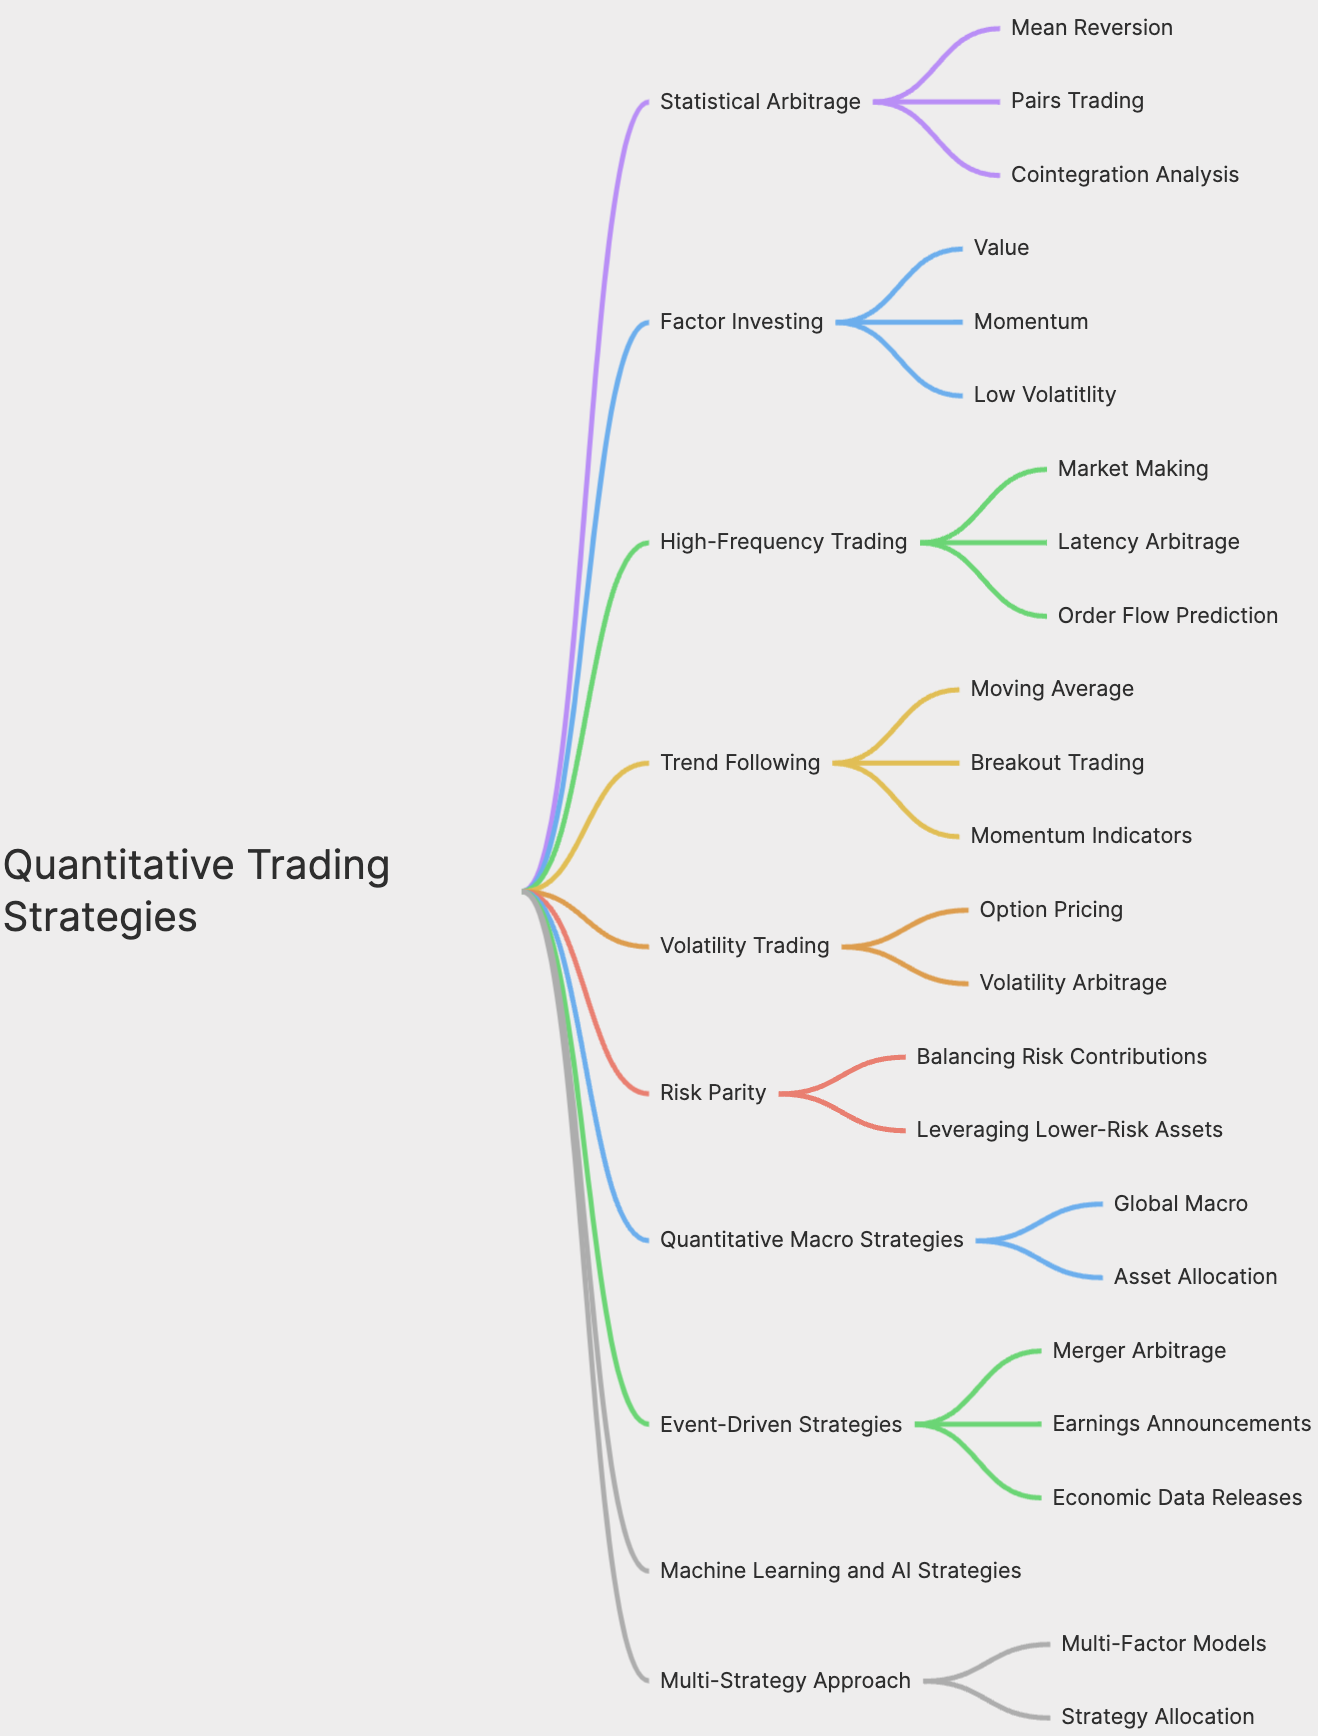 Mean Reversion
Statistical Arbitrage
Pairs Trading
Cointegration Analysis
Value
Factor Investing
Momentum
Low Volatitlity
Market Making
High-Frequency Trading
Latency Arbitrage
Order Flow Prediction
Moving Average
Trend Following
Breakout Trading
Momentum Indicators
Quantitative Trading
Strategies
Option Pricing
Volatility Trading
Volatility Arbitrage
Balancing Risk Contributions
Risk Parity
Leveraging Lower-Risk Assets
Global Macro
Quantitative Macro Strategies
Asset Allocation
Merger Arbitrage
Event-Driven Strategies
Earnings Announcements
Economic Data Releases
Machine Learning and AI Strategies
Multi-Factor Models
Multi-Strategy Approach
Strategy Allocation